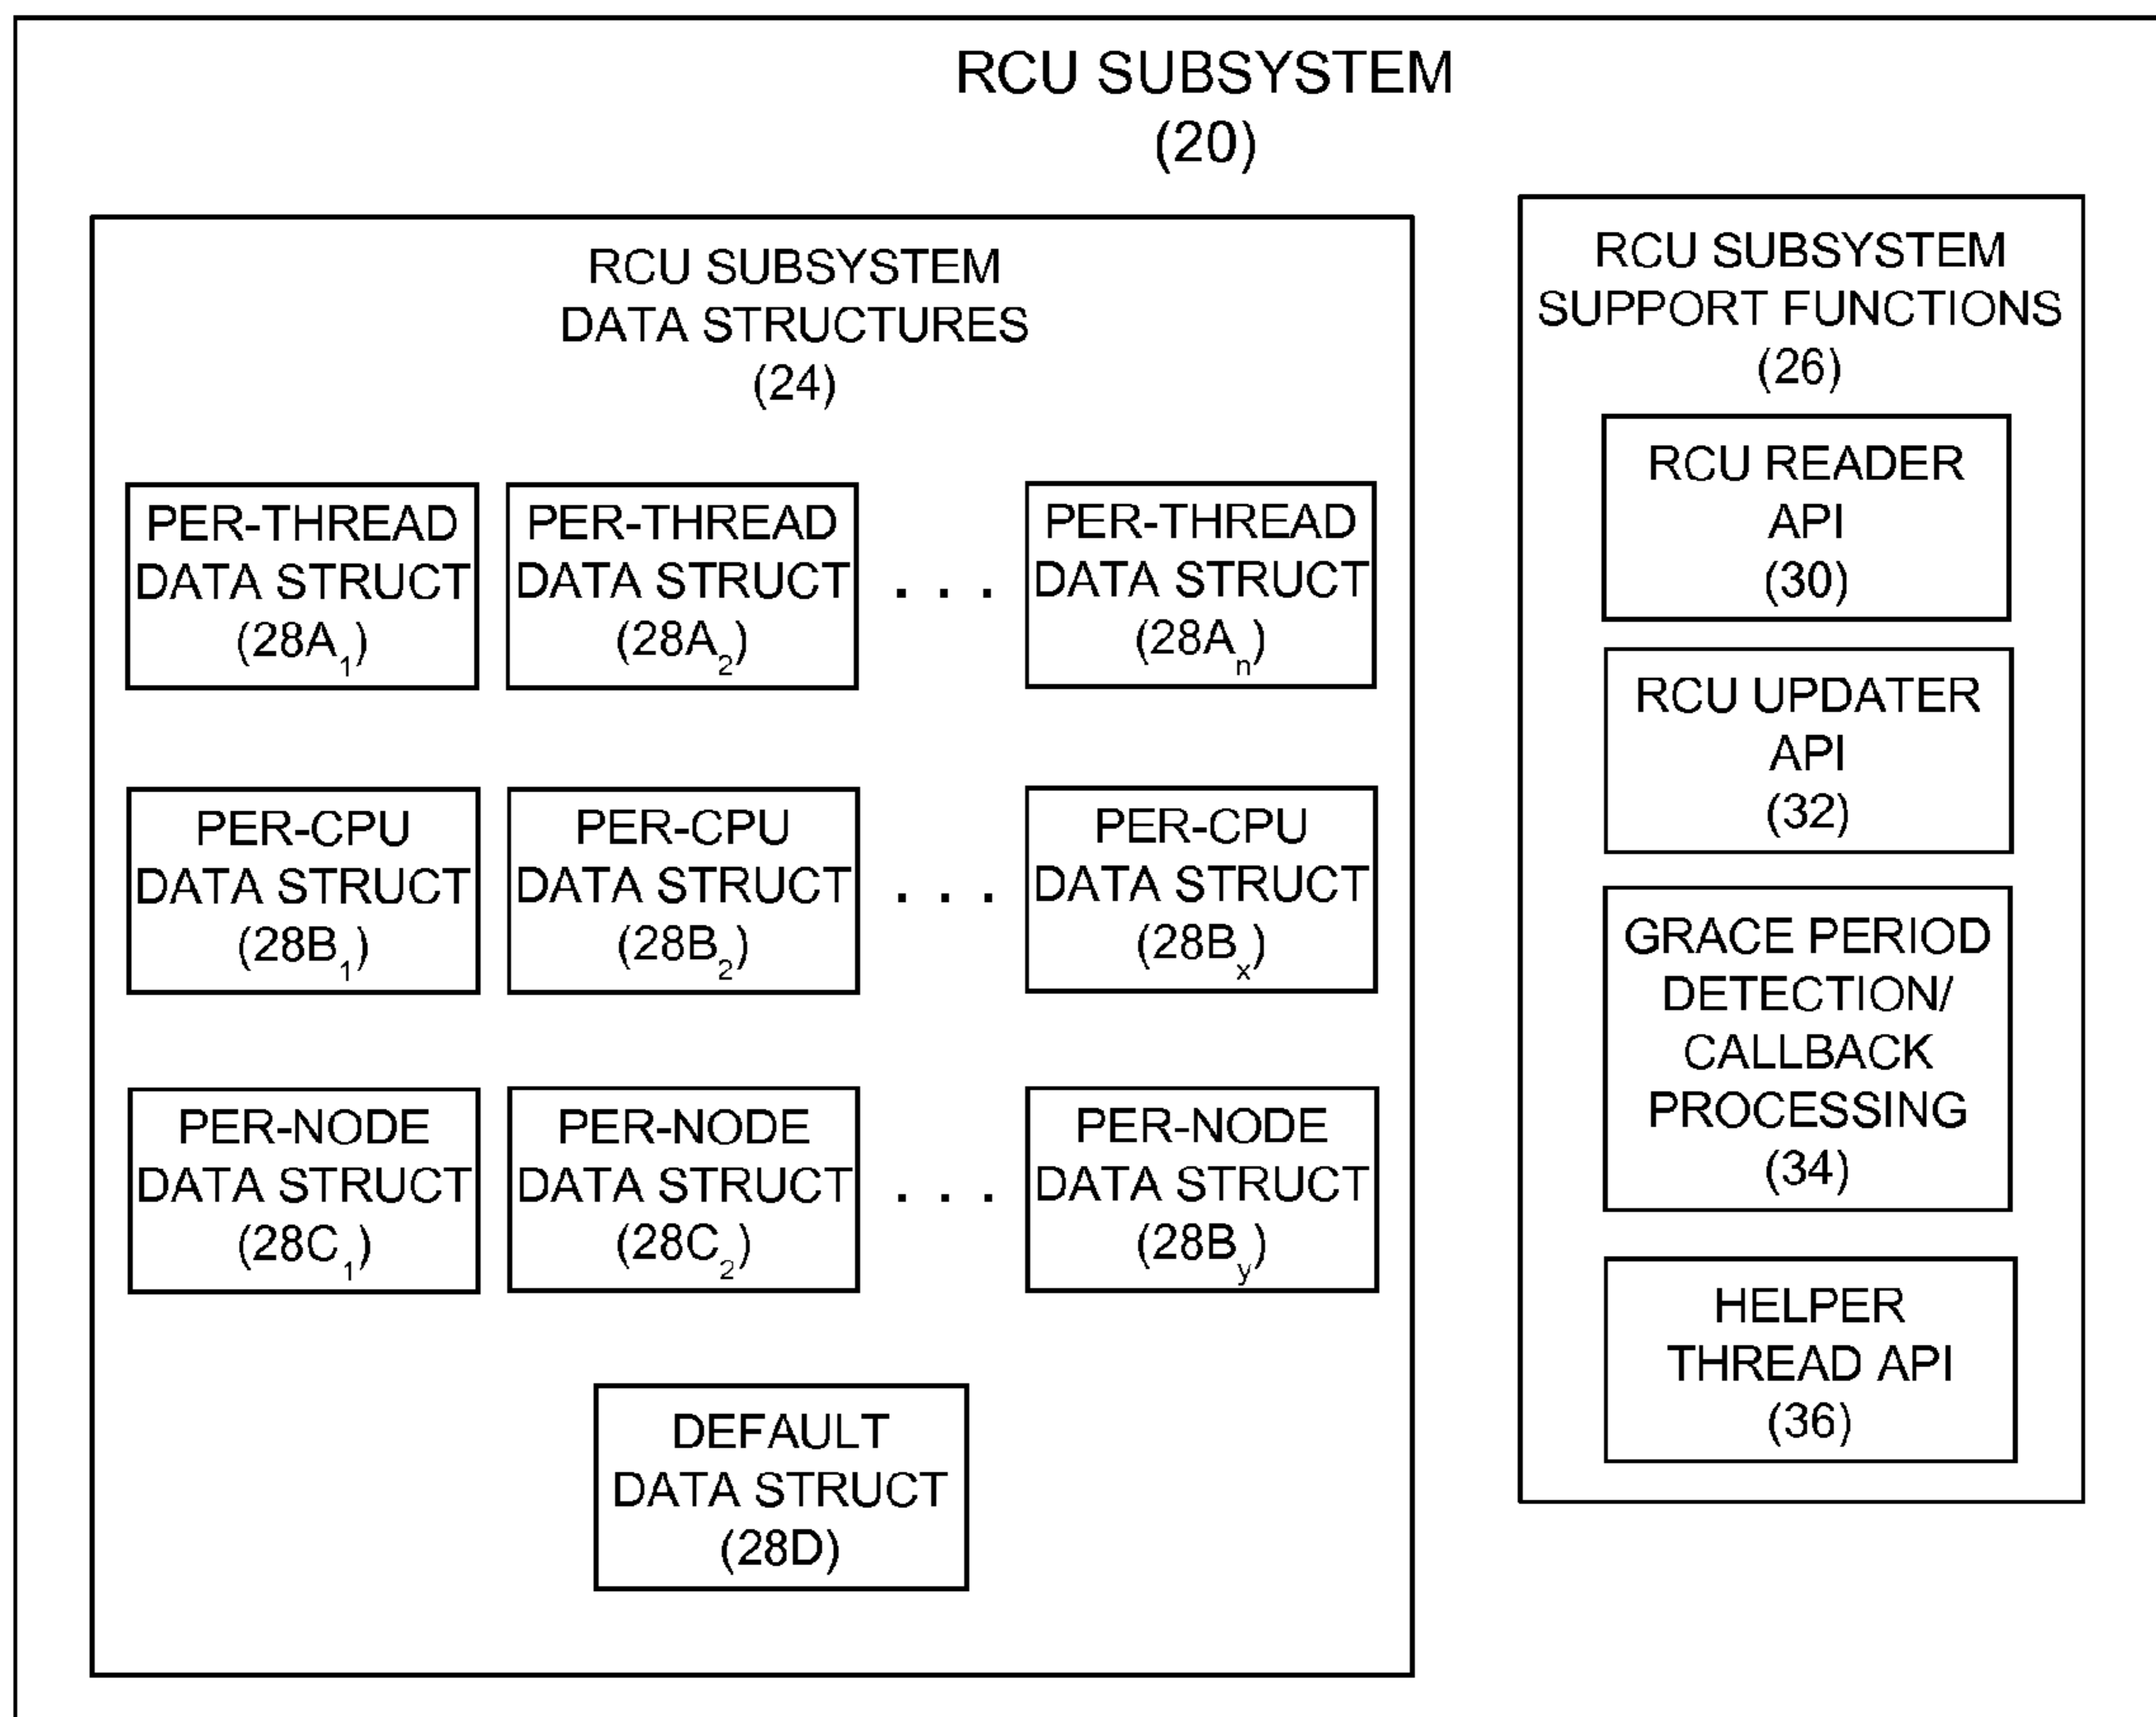 RCU SUBSYSTEM
(20)
RCU SUBSYSTEM
DATA STRUCTURES
(24)
PER-THREAD
DATA STRUCT
(28A₁)
PER-THREAD
DATA STRUCT
(28A₂)
. . .
PER-THREAD
DATA STRUCT
(28Aₙ)
PER-CPU
DATA STRUCT
(28B₁)
PER-CPU
DATA STRUCT
(28B₂)
. . .
PER-CPU
DATA STRUCT
(28Bₓ)
PER-NODE
DATA STRUCT
(28C₁)
PER-NODE
DATA STRUCT
(28C₂)
. . .
PER-NODE
DATA STRUCT
(28By)
DEFAULT
DATA STRUCT
(28D)
RCU SUBSYSTEM
SUPPORT FUNCTIONS
(26)
RCU READER
API
(30)
RCU UPDATER
API
(32)
GRACE PERIOD
DETECTION/
CALLBACK
PROCESSING
(34)
HELPER
THREAD API
(36)